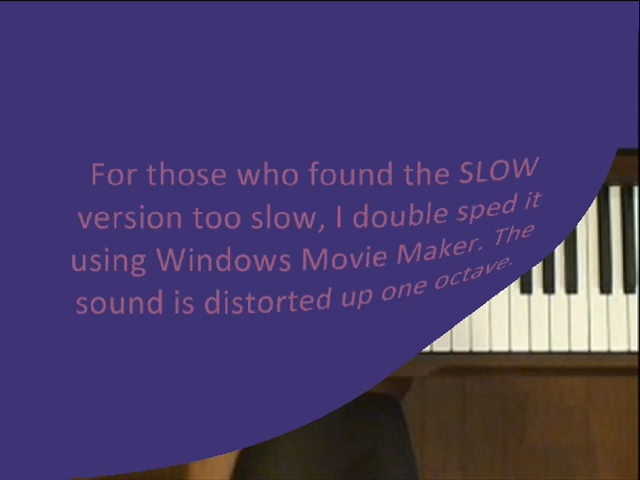 For those who found the SLOW
version too slow, I double sped it
using Windows Movie Maker. The
sound is distorted up one octave.